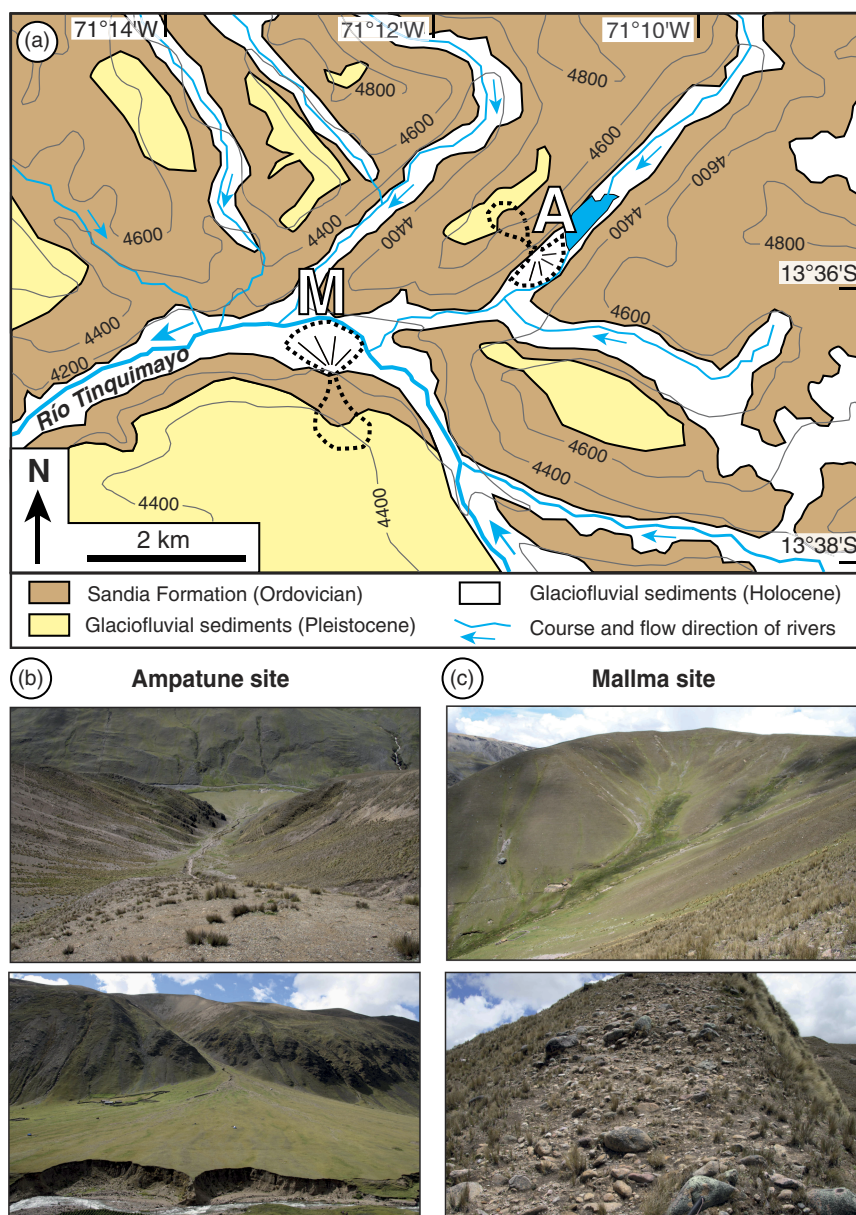 (a)
71°14'W
71°12'W
71°10'W
4800
4800
4600
4600
4600
4400
4400
4400
4600
4800
A
13°36'S
M
4600
4400
4200
Río Tinquimayo
4600
4400
4400
4400
N
2 km
13°38'S
Sandia Formation (Ordovician)
Glaciofluvial sediments (Holocene)
Glaciofluvial sediments (Pleistocene)
Course and flow direction of rivers
(b)
Ampatune site
(c)
Mallma site